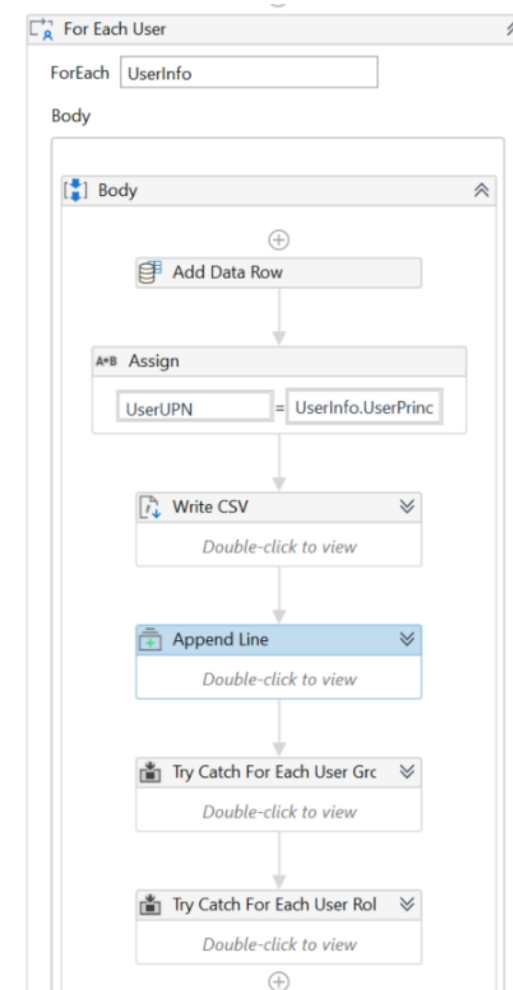 For Each User
ForEach UserInfo
Body
Body
Add Data Row
A*B Assign
UserUPN = UserInfo.UserPrinc
Write CSV
Double-click to view
Append Line
Double-click to view
Try Catch For Each User Grc
Double-click to view
Try Catch For Each User Rol
Double-click to view